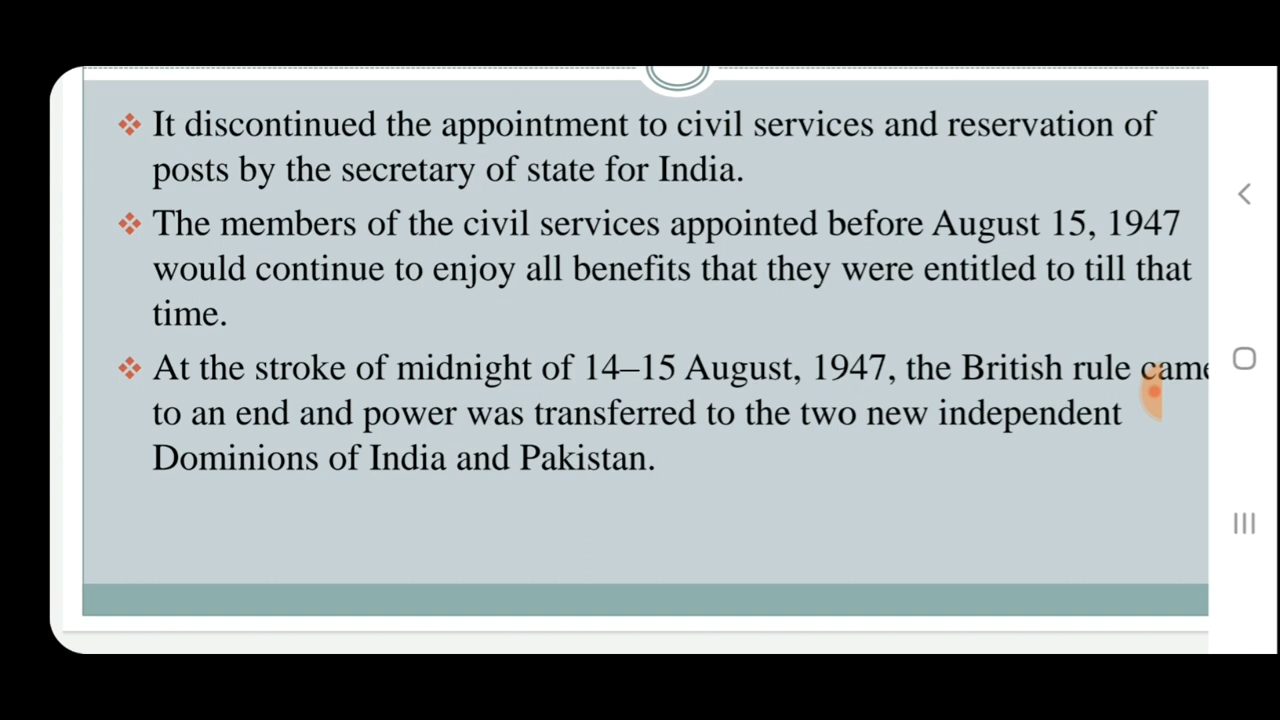 It discontinued the appointment to civil services and reservation of
posts by the secretary of state for India.
The members of the civil services appointed before August 15, 1947
would continue to enjoy all benefits that they were entitled to till that
time.
At the stroke of midnight of 14–15 August, 1947, the British rule came
to an end and power was transferred to the two new independent
Dominions of India and Pakistan.